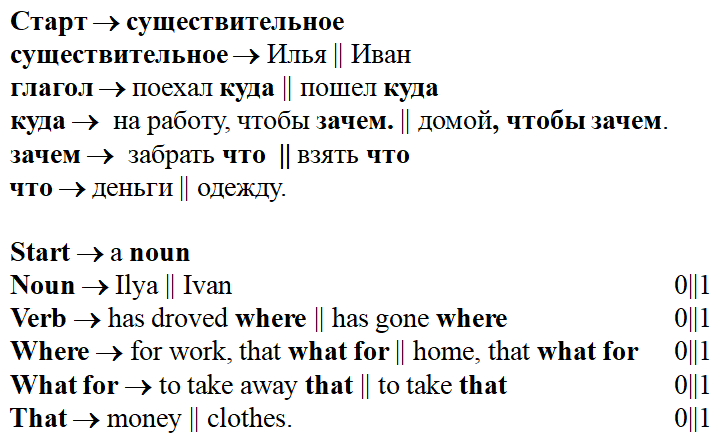 Старт → существительное
существительное → Илья || Иван
глагол → поехал куда || пошел куда
куда → на работу, чтобы зачем. || домой, чтобы зачем.
зачем → забрать что || взять что
что → деньги || одежду.
Start → a noun
Noun → Ilya || Ivan 0||1
Verb → has droved where || has gone where 0||1
Where → for work, that what for || home, that what for 0||1
What for → to take away that || to take that 0||1
That → money || clothes. 0||1